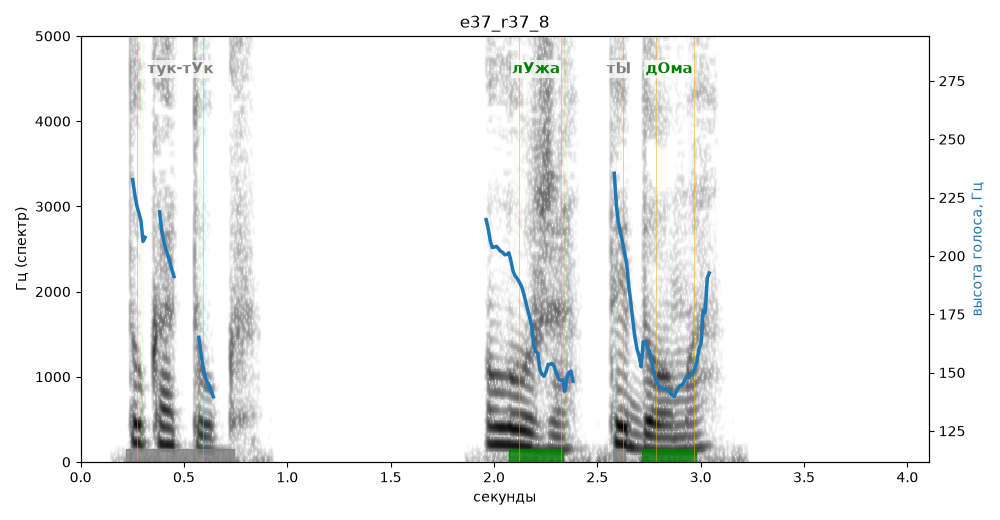 e37_r37_8
5000
4000
3000
2000
1000
0
Гц (спектр)
тук-тУк
лУжа
тЫ
дОма
275
250
225
200
175
150
125
высота голоса, Гц
0.0 0.5 1.0 1.5 2.0 2.5 3.0 3.5 4.0
секунды